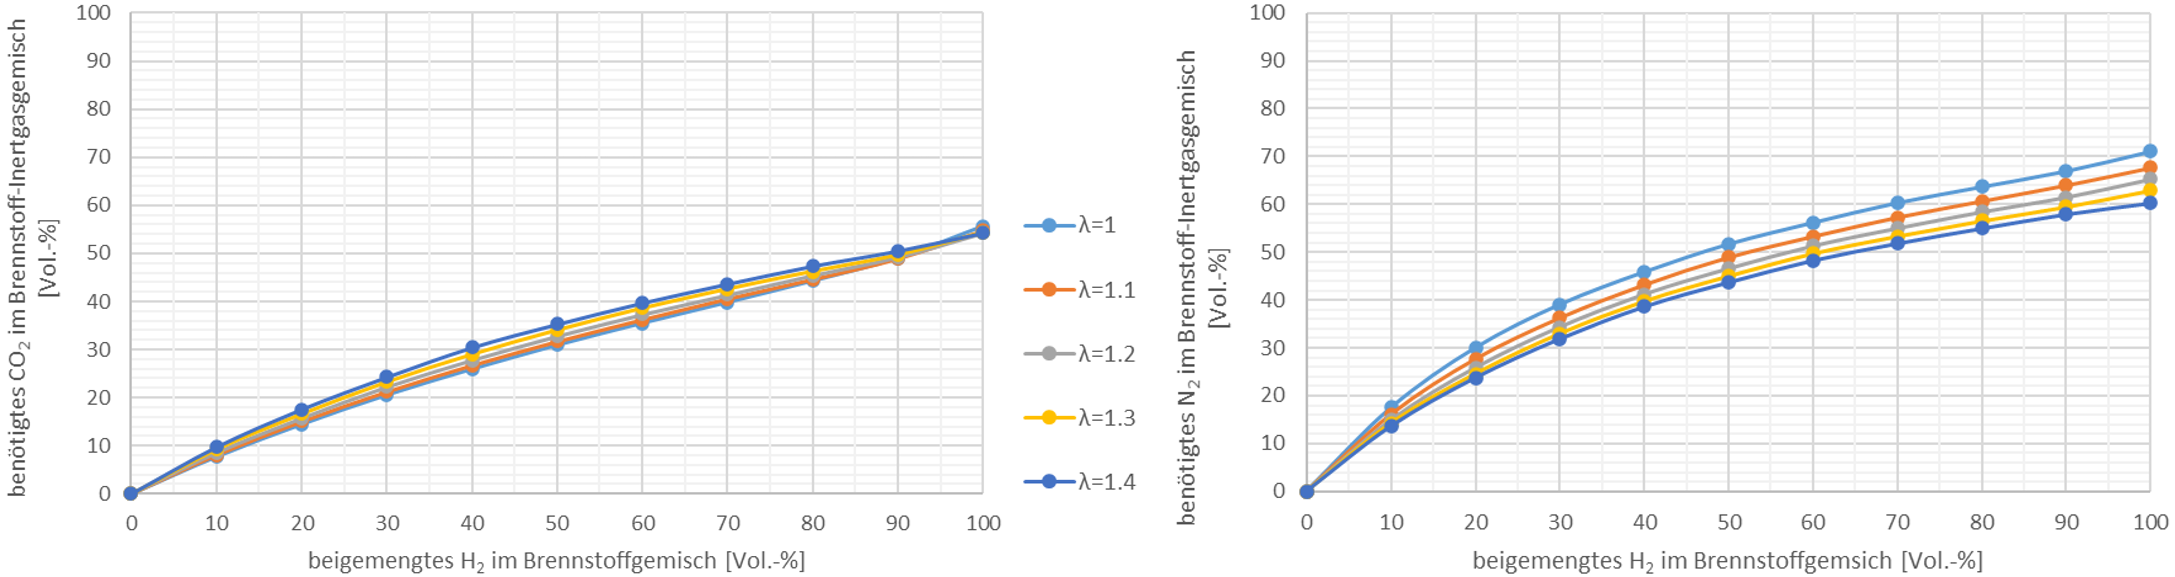 benötigtes CO₂ im Brennstoff-Inertgasgemisch
[Vol.-%]
100
90
80
70
60
50
40
30
20
10
0
0 10 20 30 40 50 60 70 80 90 100
beigemengtes H₂ im Brennstoffgemisch [Vol.-%]
λ=1
λ=1.1
λ=1.2
λ=1.3
λ=1.4
benötigtes N₂ im Brennstoff-Inertgasgemisch
[Vol.-%]
100
90
80
70
60
50
40
30
20
10
0
0 10 20 30 40 50 60 70 80 90 100
beigemengtes H₂ im Brennstoffgemsich [Vol.-%]